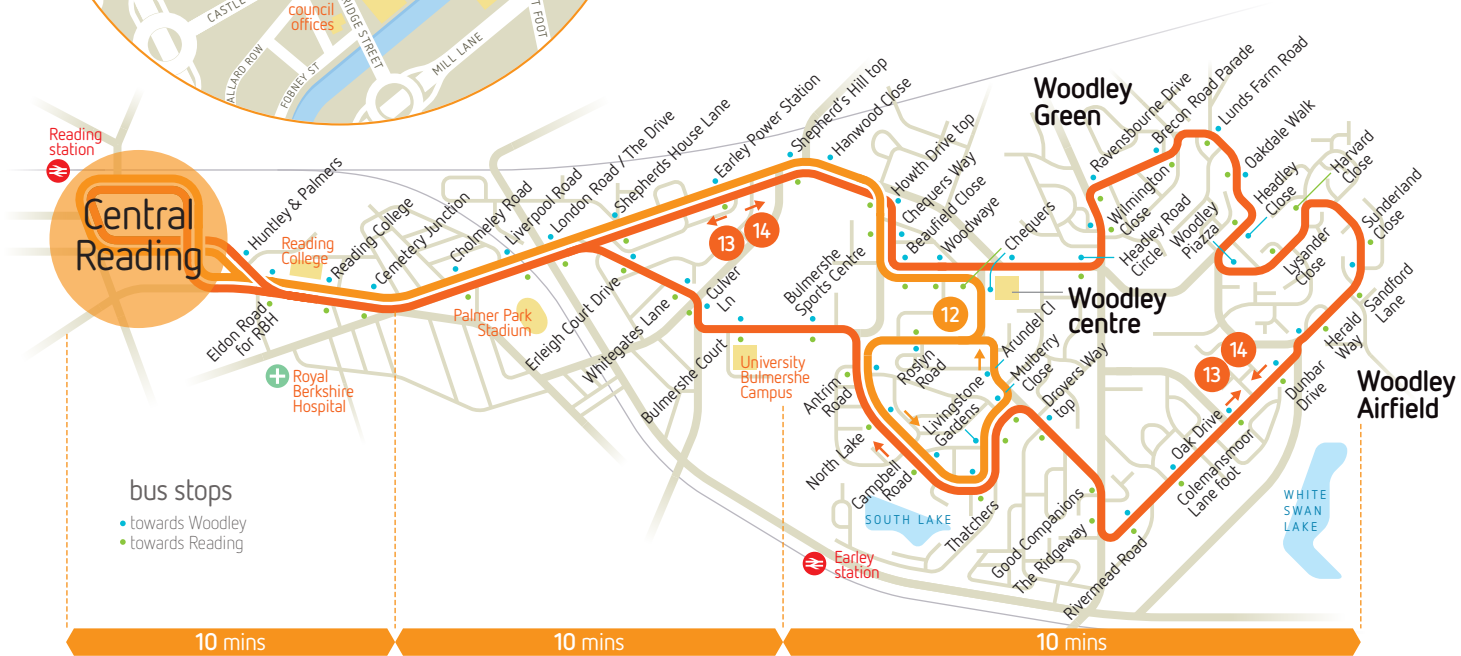 CASTLE
council
offices
RIDGE STREET
T FOOT
MILL LANE
ALLARD ROW
FOBNEY ST
Reading
station
Central
Reading
Huntley & Palmers
Reading
College
Reading College
Cemetery Junction
Cholmeley Road
Liverpool Road
London Road / The Drive
Shepherds House Lane
Earley Power Station
Shepherd's Hill top
Hanwood Close
Howth Drive top
Chequers Way
Beaufield Close
Woodwaye
Chequers
Woodley
Green
Ravensbourne Drive
Brecon Road Parade
Lunds Farm Road
Oakdale Walk
Headley
Close
Harvard
Close
Sunderland
Close
Wilmington
Close
Headley Road
Circle
Woodley
Piazza
Lysander
Close
Sandford
Lane
Herald
Way
Woodley
centre
Woodley
Airfield
13
14
12
14
13
Eldon Road
for RBH
Royal
Berkshire
Hospital
Palmer Park
Stadium
Erleigh Court Drive
Whitegates Lane
Culver
Ln
Bulmershe Court
University
Bulmershe
Campus
Bulmershe
Sports Centre
Antrim
Road
North Lake
Campbell
Road
Roslyn
Road
Livingstone
Gardens
Arundel Cl
Mulberry
Close
Drovers Way
top
Thatchers
Good Companions
The Ridgeway
Rivermead Road
Oak Drive
Colemansmoor
Lane foot
Dunbar
Drive
SOUTH LAKE
WHITE
SWAN
LAKE
Earley
station
bus stops
towards Woodley
towards Reading
10 mins
10 mins
10 mins